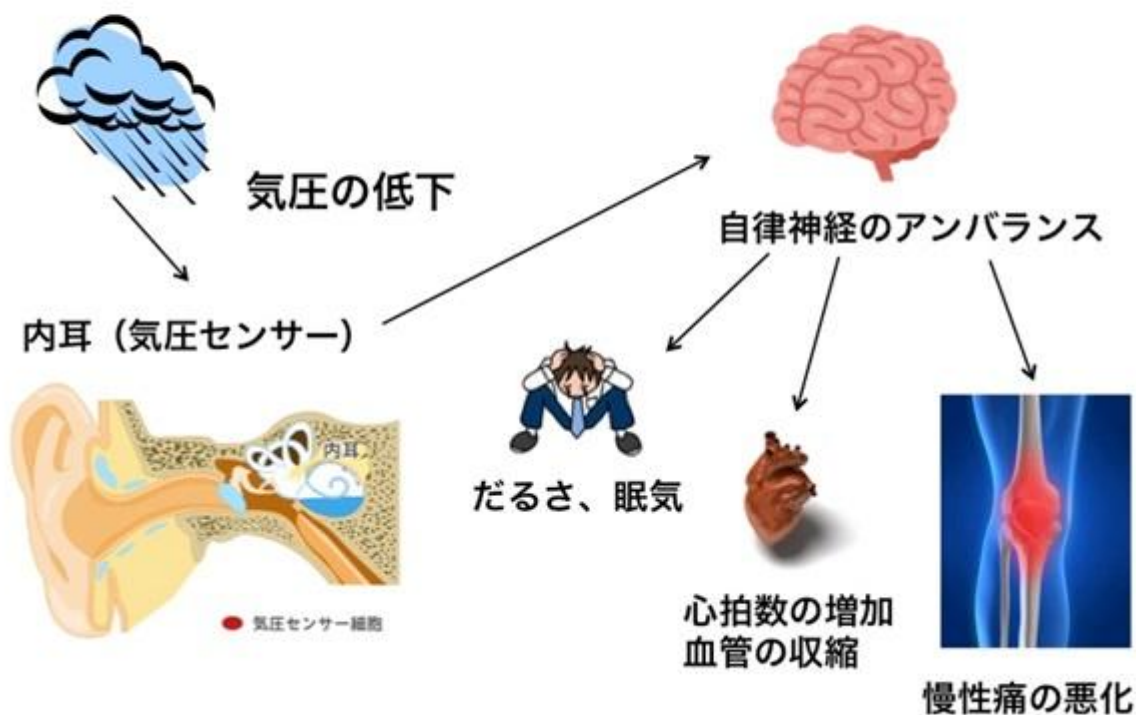 気圧の低下
自律神経のアンバランス
内耳（気圧センサー）
内耳
気圧センサー細胞
だるさ、眠気
心拍数の増加
血管の収縮
慢性痛の悪化